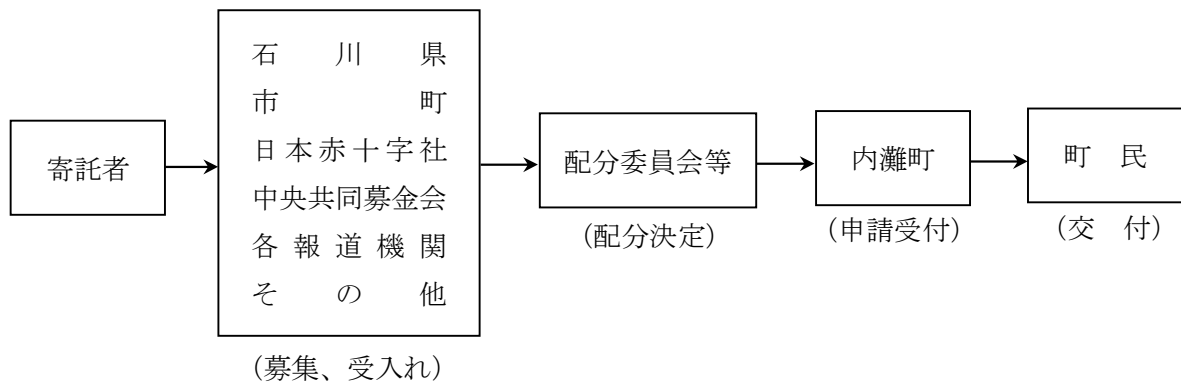 寄託者
石川県
市町
日本赤十字社
中央共同募金会
各報道機関
その他
(募集、受入れ)
配分委員会等
(配分決定)
内灘町
(申請受付)
町 民
(交 付)